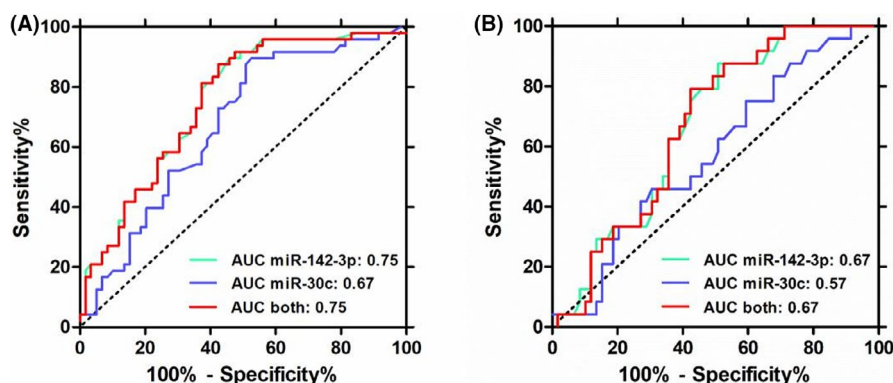 (A)
100
80
60
40
20
0
Sensitivity%
AUC miR-142-3p: 0.75
AUC miR-30c: 0.67
AUC both: 0.75
0 20 40 60 80 100
100% - Specificity%
(B)
100
80
60
40
20
0
Sensitivity%
AUC miR-142-3p: 0.67
AUC miR-30c: 0.57
AUC both: 0.67
0 20 40 60 80 100
100% - Specificity%